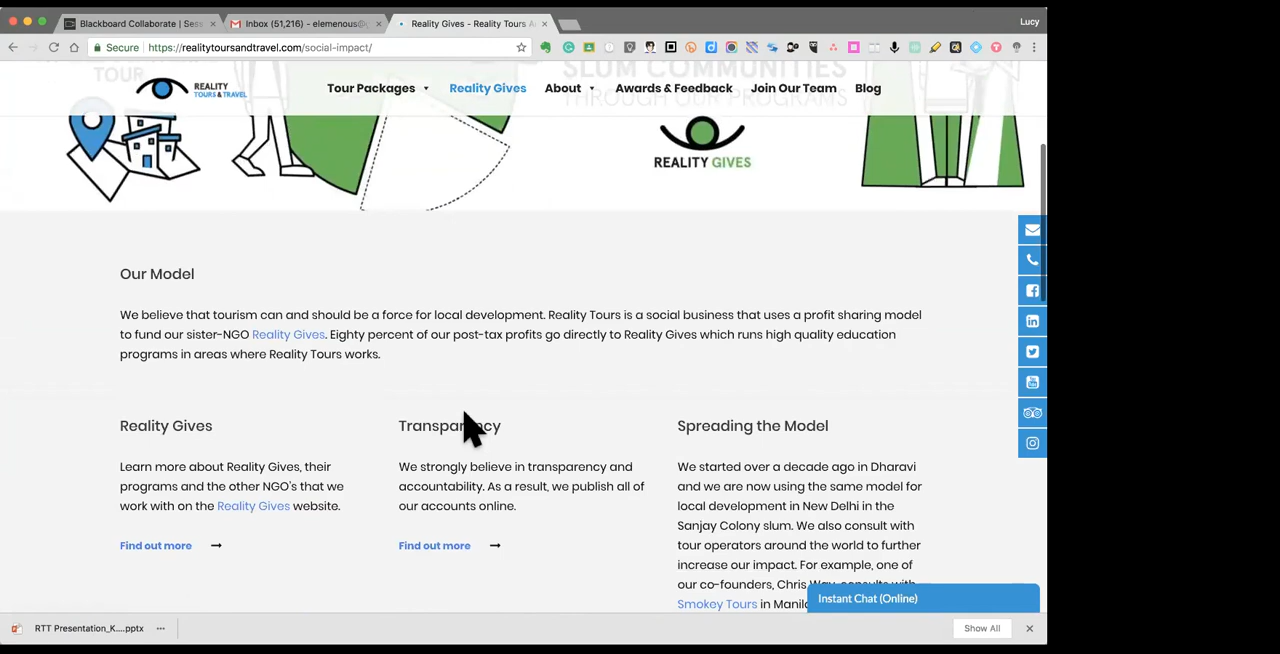 Blackboard Collaborate | Ses
Inbox (51,216) - elemenous@
Reality Gives - Reality Tours A
Lucy
Secure
https://realitytoursandtravel.com/social-impact/
TOUR
SLUM COMMUNITIES
THROUGH OUR PROGRAMS
REALITY
TOURS & TRAVEL
Tour Packages
Reality Gives
About
Awards & Feedback
Join Our Team
Blog
REALITY GIVES
Our Model
We believe that tourism can and should be a force for local development. Reality Tours is a social business that uses a profit sharing model
to fund our sister-NGO Reality Gives. Eighty percent of our post-tax profits go directly to Reality Gives which runs high quality education
programs in areas where Reality Tours works.
Reality Gives
Learn more about Reality Gives, their
programs and the other NGO's that we
work with on the Reality Gives website.
Find out more
Transparency
We strongly believe in transparency and
accountability. As a result, we publish all of
our accounts online.
Find out more
Spreading the Model
We started over a decade ago in Dharavi
and we are now using the same model for
local development in New Delhi in the
Sanjay Colony slum. We also consult with
tour operators around the world to further
increase our impact. For example, one of
our co-founders, Chris Way, consults with
Smokey Tours in Manila
Instant Chat (Online)
RTT Presentation_K....pptx
Show All